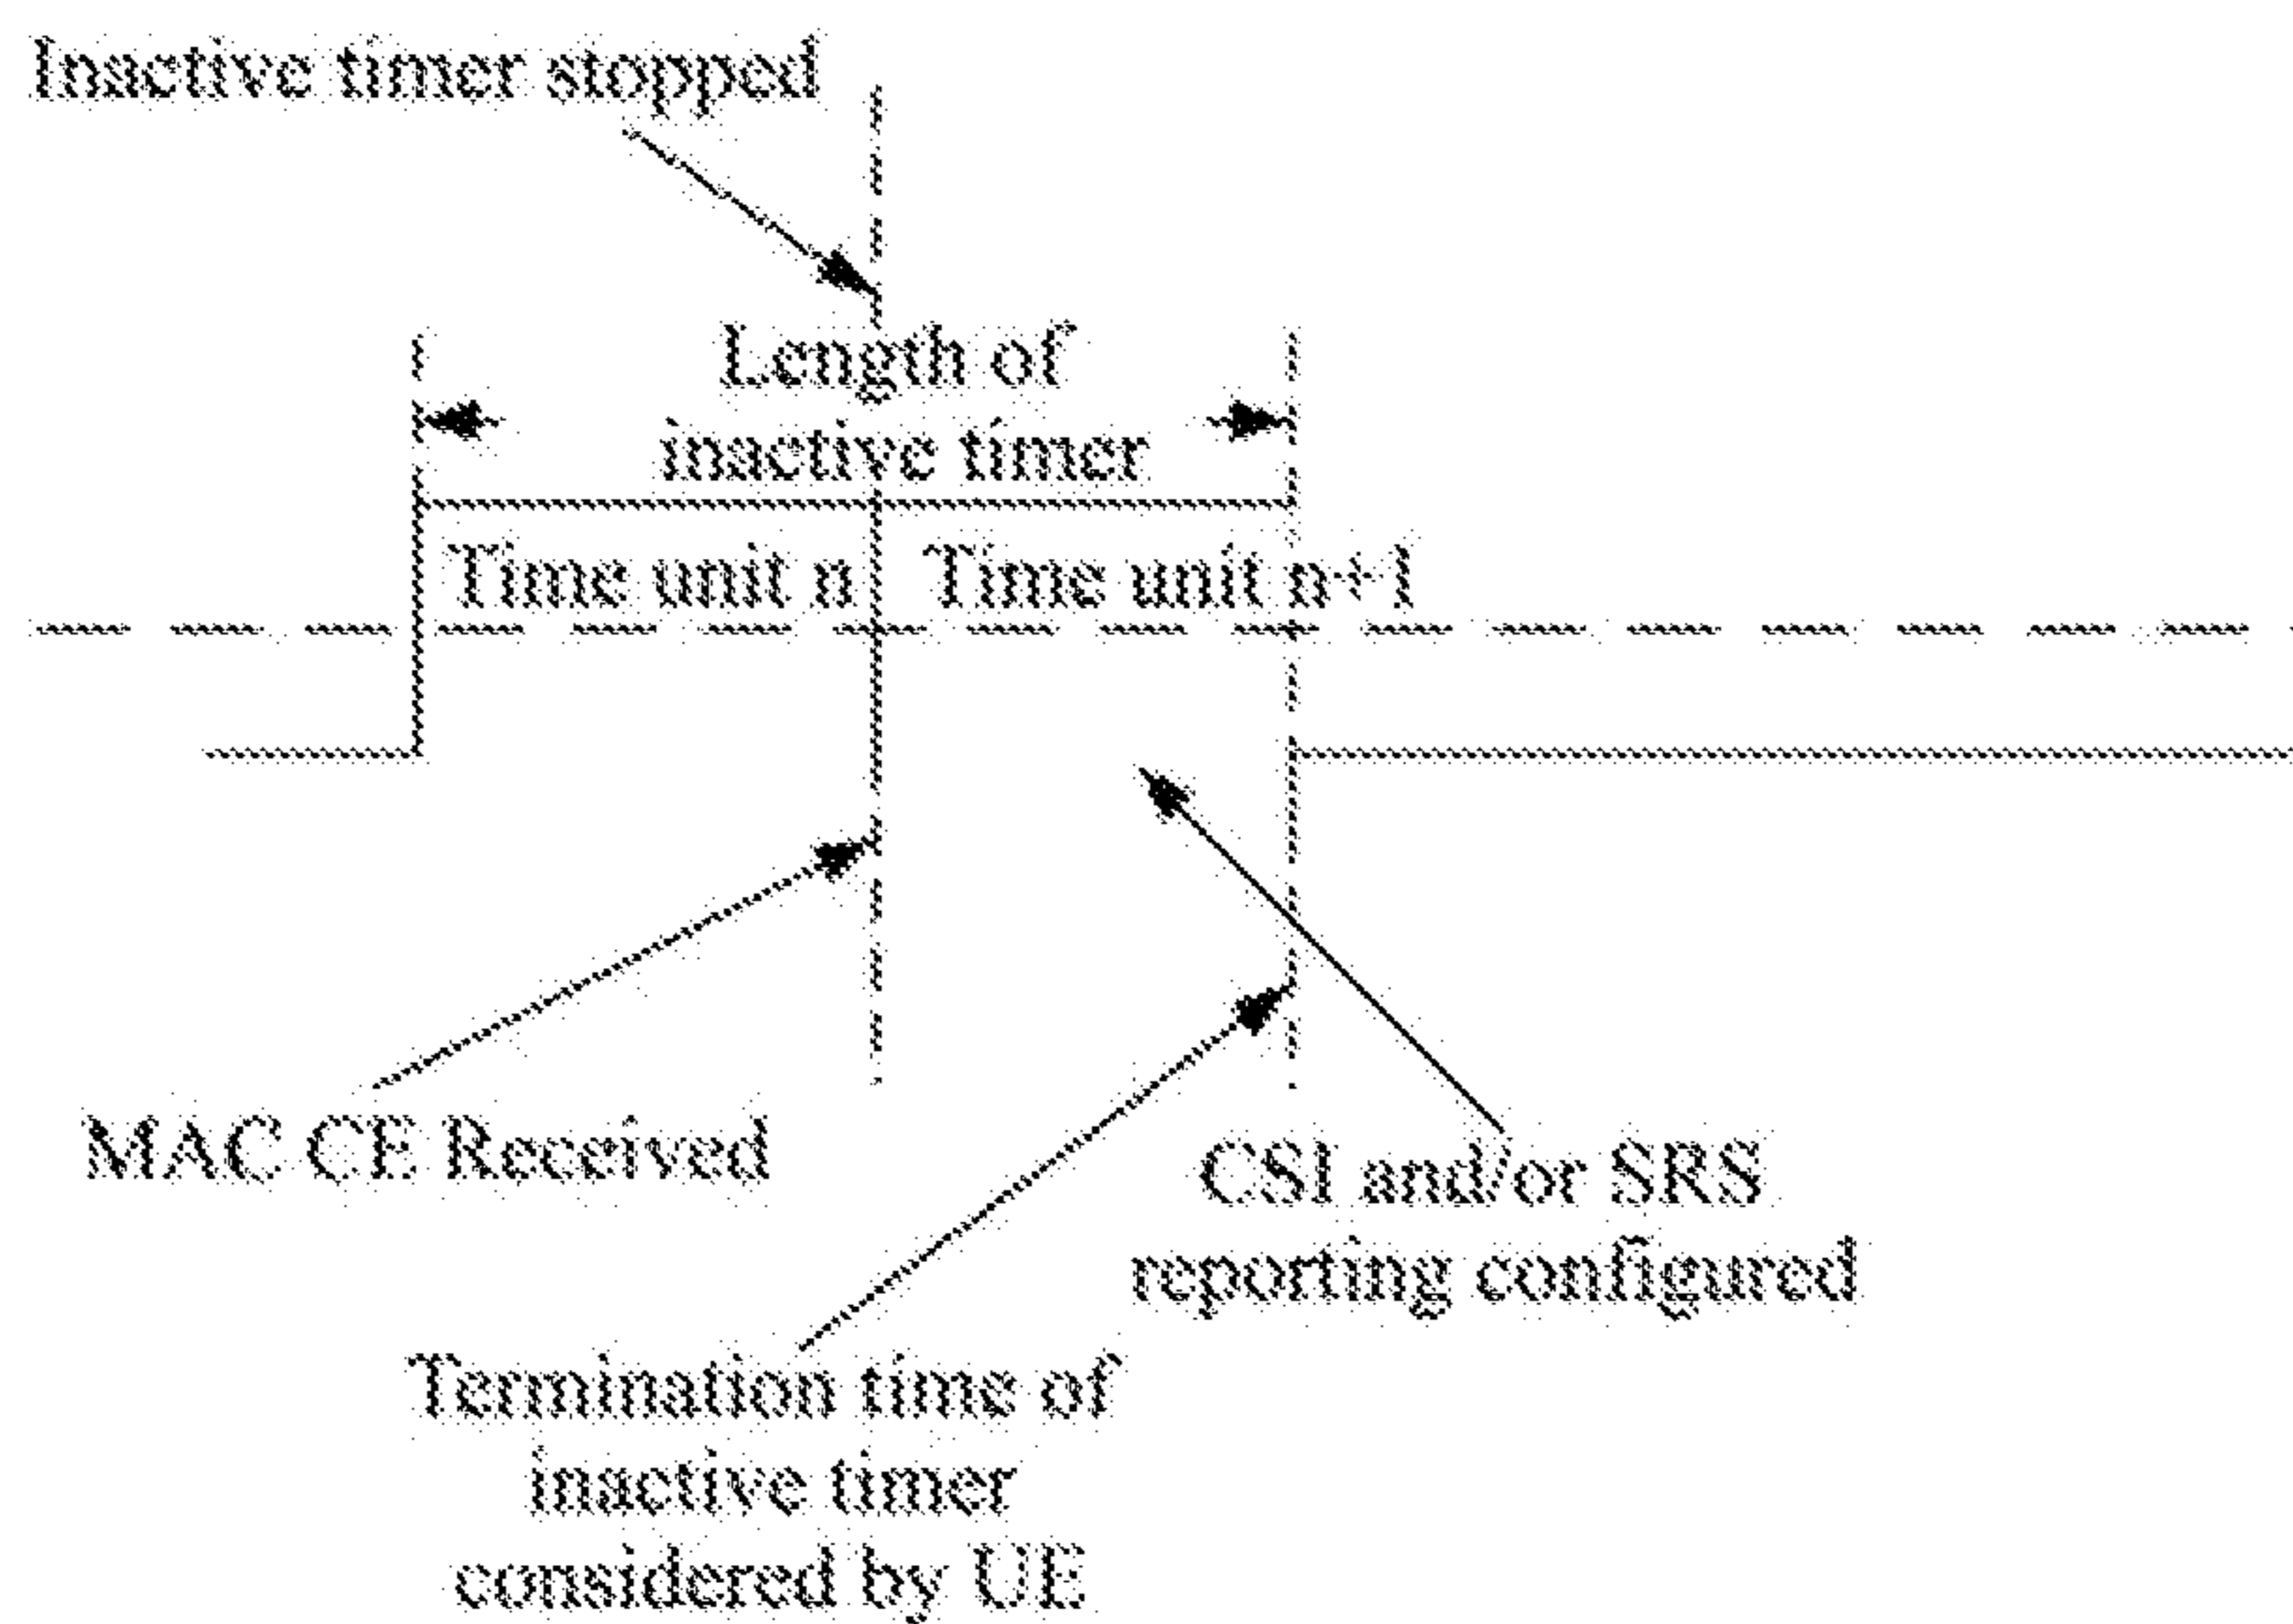 Inactive timer stopped
Length of
inactive timer
Time unit n
Time unit n+1
MAC CE Received
CSI and/or SRS
reporting configured
Termination time of
inactive timer
considered by UE